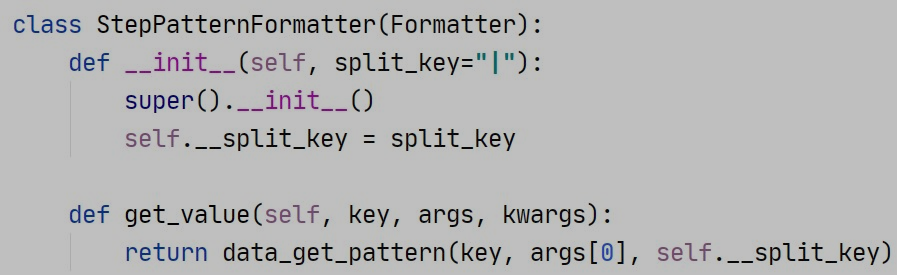 class StepPatternFormatter(Formatter):
    def __init__(self, split_key="|"):
        super().__init__()
        self.__split_key = split_key

    def get_value(self, key, args, kwargs):
        return data_get_pattern(key, args[0], self.__split_key)